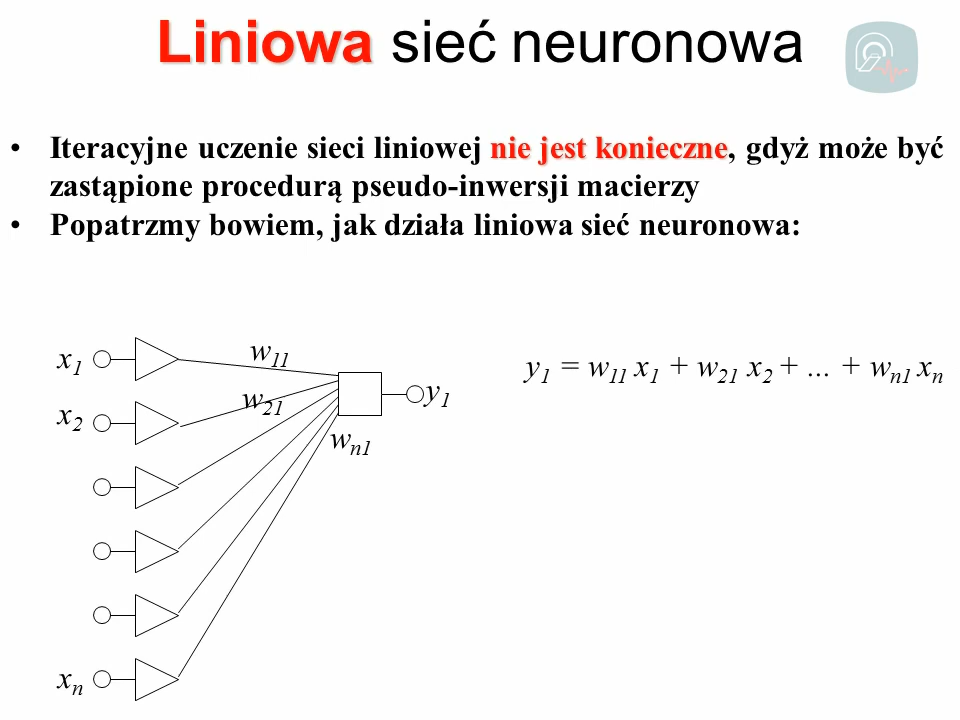 Liniowa sieć neuronowa
• Iteracyjne uczenie sieci liniowej nie jest konieczne, gdyż może być
zastąpione procedurą pseudo-inwersji macierzy
• Popatrzmy bowiem, jak działa liniowa sieć neuronowa:
x1
w11
y1 = w11 x1 + w21 x2 + ... + wn1 xn
x2
w21
y1
wn1
xn